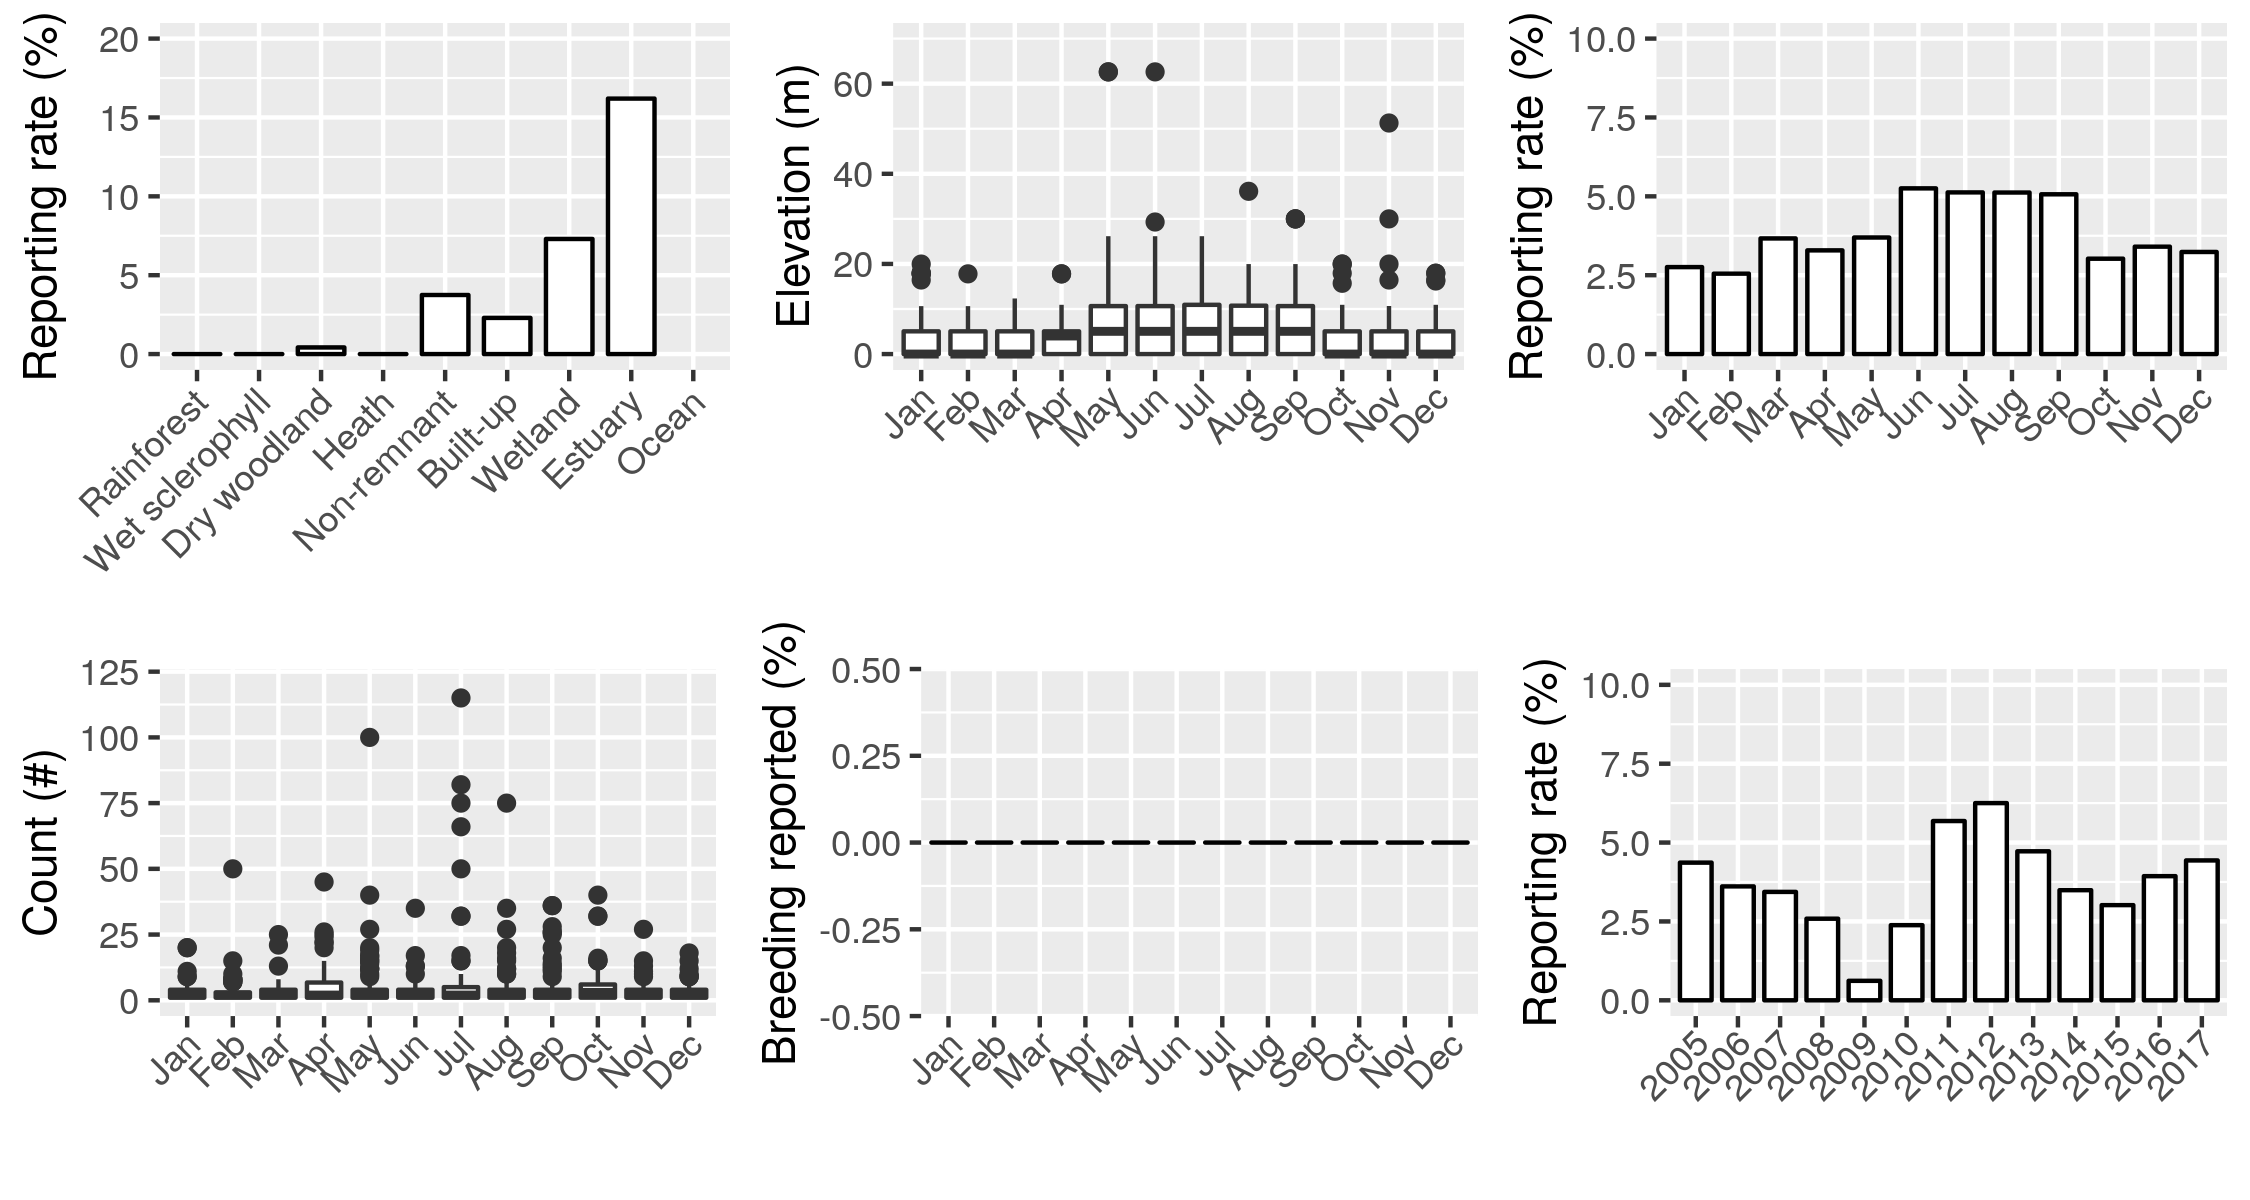 Reporting rate (%)
20
15
10
5
0
Rainforest
Wet sclerophyll
Dry woodland
Heath
Non-remnant
Built-up
Wetland
Estuary
Ocean
Elevation (m)
60
40
20
0
Jan
Feb
Mar
Apr
May
Jun
Jul
Aug
Sep
Oct
Nov
Dec
Reporting rate (%)
10.0
7.5
5.0
2.5
0.0
Jan
Feb
Mar
Apr
May
Jun
Jul
Aug
Sep
Oct
Nov
Dec
Count (#)
125
100
75
50
25
0
Jan
Feb
Mar
Apr
May
Jun
Jul
Aug
Sep
Oct
Nov
Dec
Breeding reported (%)
0.50
0.25
0.00
-0.25
-0.50
Jan
Feb
Mar
Apr
May
Jun
Jul
Aug
Sep
Oct
Nov
Dec
Reporting rate (%)
10.0
7.5
5.0
2.5
0.0
2005
2006
2007
2008
2009
2010
2011
2012
2013
2014
2015
2016
2017